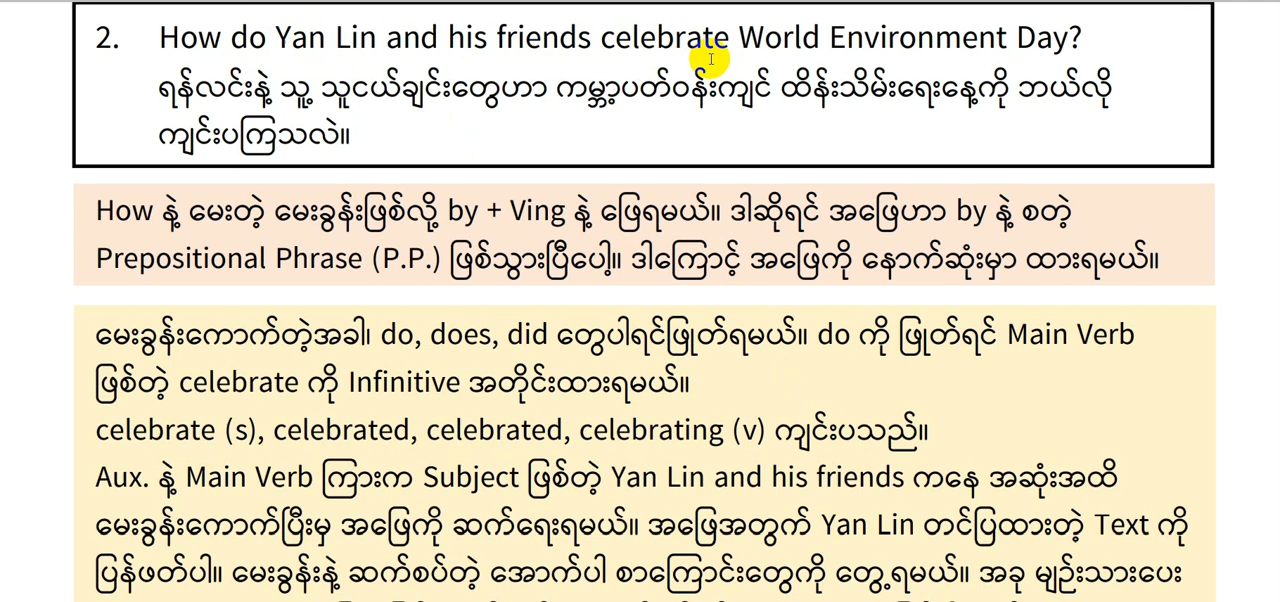 2. How do Yan Lin and his friends celebrate World Environment Day?
ရန်လင်းနဲ့ သူ့ သူငယ်ချင်းတွေဟာ ကမ္ဘာ့ပတ်ဝန်းကျင် ထိန်းသိမ်းရေးနေ့ကို ဘယ်လို
ကျင်းပကြသလဲ။
How နဲ့ မေးတဲ့ မေးခွန်းဖြစ်လို့ by + Ving နဲ့ ဖြေရမယ်။ ဒါဆိုရင် အဖြေဟာ by နဲ့ စတဲ့
Prepositional Phrase (P.P.) ဖြစ်သွားပြီပေါ့။ ဒါကြောင့် အဖြေကို နောက်ဆုံးမှာ ထားရမယ်။
မေးခွန်းကောက်တဲ့အခါ၊ do, does, did တွေပါရင်ဖြုတ်ရမယ်။ do ကို ဖြုတ်ရင် Main Verb
ဖြစ်တဲ့ celebrate ကို Infinitive အတိုင်းထားရမယ်။
celebrate (s), celebrated, celebrated, celebrating (v) ကျင်းပသည်။
Aux. နဲ့ Main Verb ကြားက Subject ဖြစ်တဲ့ Yan Lin and his friends ကနေ အဆုံးအထိ
မေးခွန်းကောက်ပြီးမှ အဖြေကို ဆက်ရေးရမယ်။ အဖြေအတွက် Yan Lin တင်ပြထားတဲ့ Text ကို
ပြန်ဖတ်ပါ။ မေးခွန်းနဲ့ ဆက်စပ်တဲ့ အောက်ပါ စာကြောင်းတွေကို တွေ့ရမယ်။ အခု မျဉ်းသားပေး